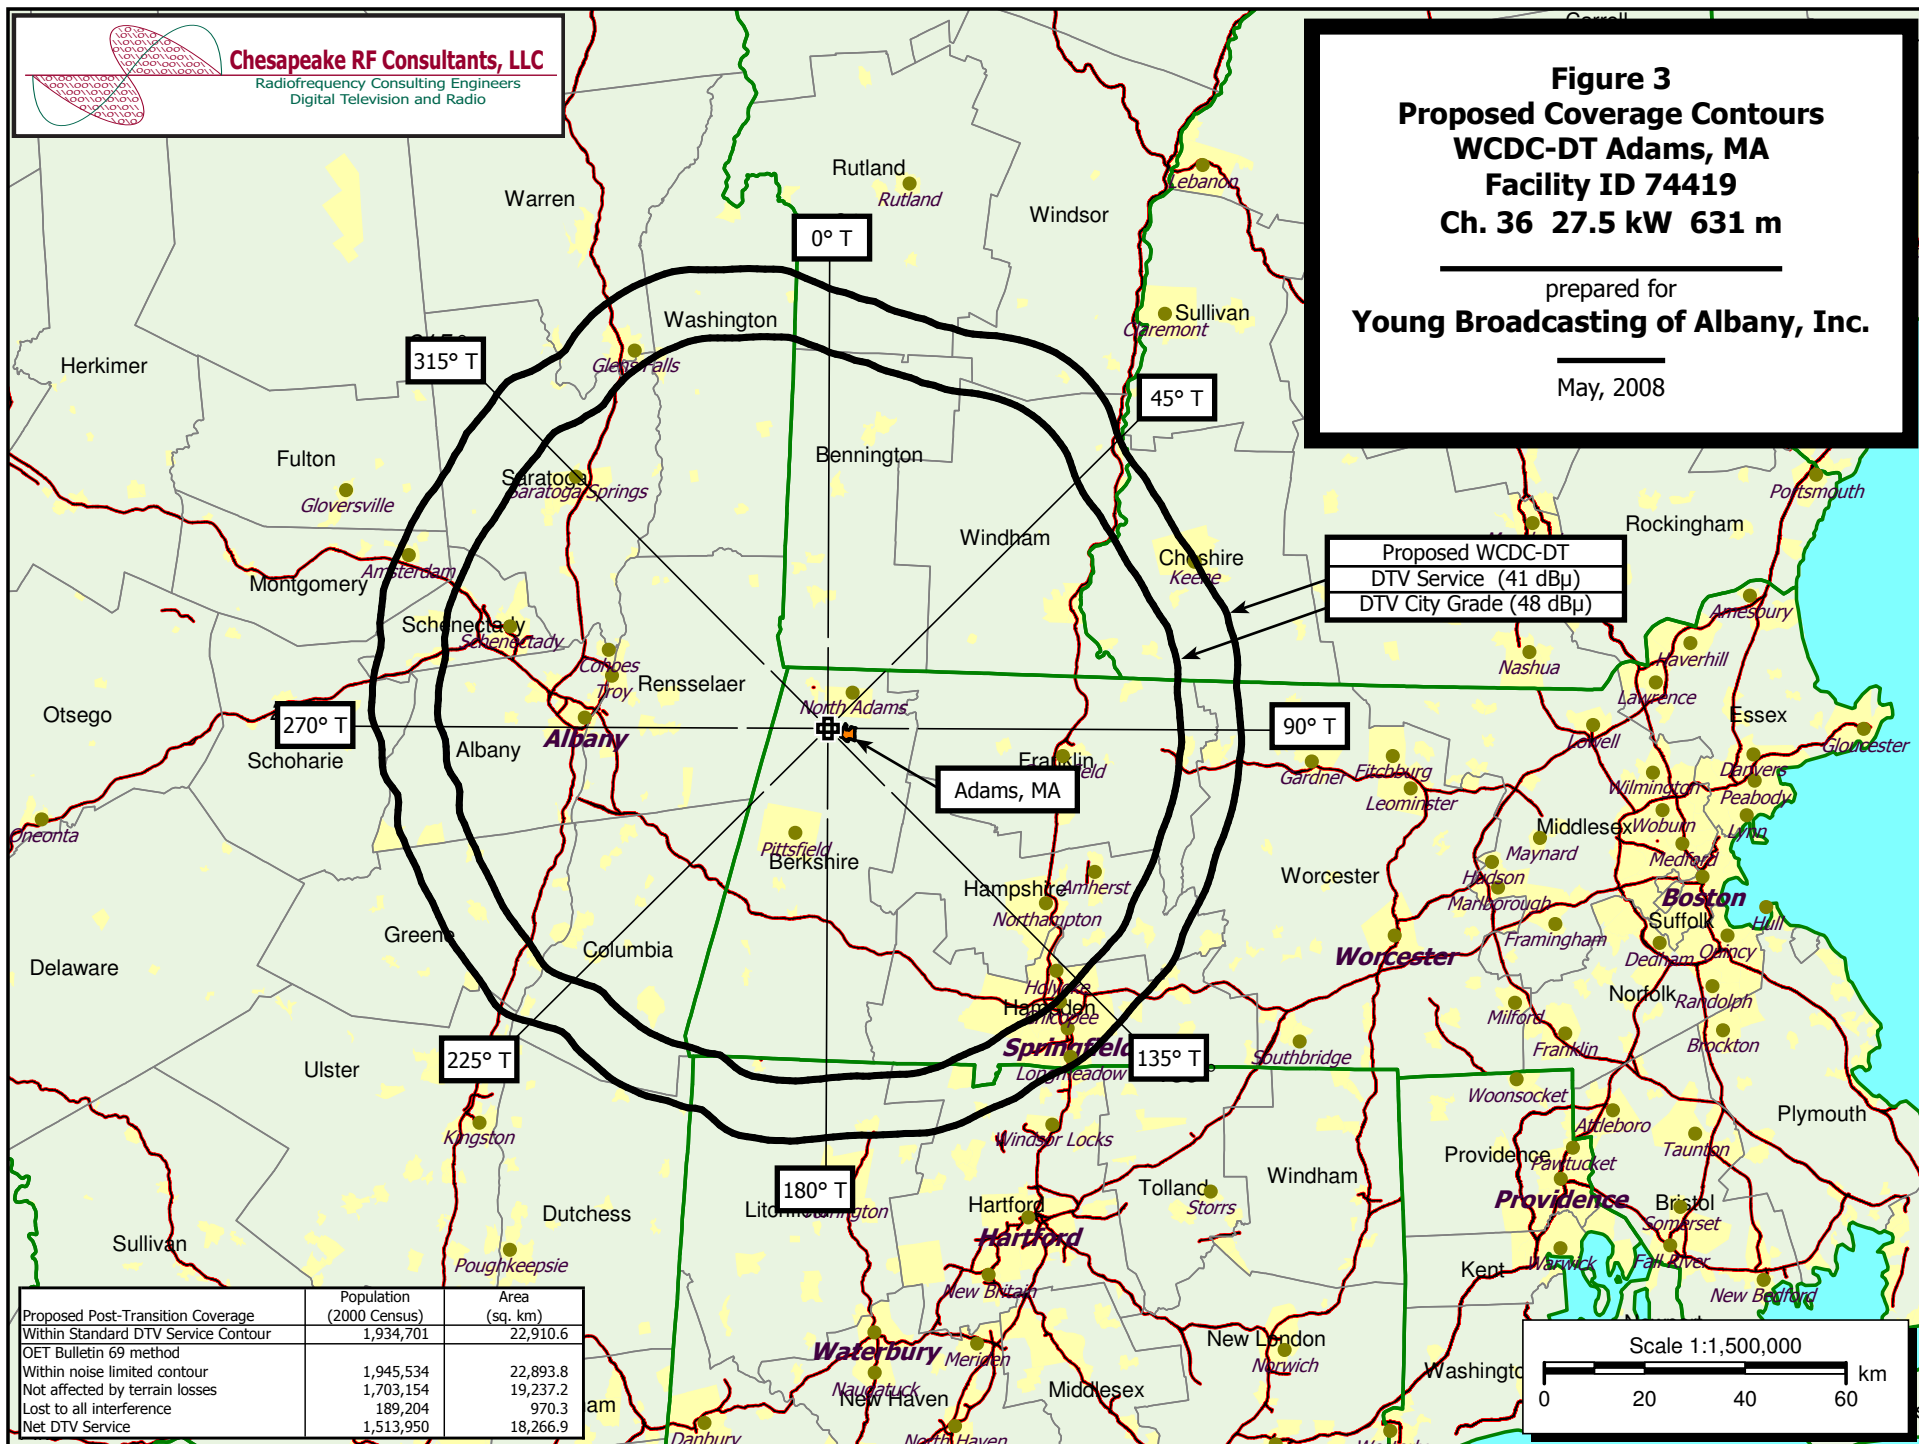 Chesapeake RF Consultants, LLC
Radiofrequency Consulting Engineers
Digital Television and Radio
Figure 3
Proposed Coverage Contours
WCDC-DT Adams, MA
Facility ID 74419
Ch. 36 27.5 kW 631 m
prepared for
Young Broadcasting of Albany, Inc.
May, 2008
Rutland
Rutland
Warren
Windsor
Lebanon
0° T
Washington
Sullivan
Claremont
Herkimer
315° T
Glens Falls
45° T
Fulton
Gloversville
Saratoga
Saratoga Springs
Bennington
Portsmouth
Rockingham
Windham
Cheshire
Keene
Proposed WCDC-DT
DTV Service (41 dBµ)
DTV City Grade (48 dBµ)
Montgomery
Amsterdam
Amesbury
Schenectady
Schenectady
Cohoes
Troy
Rensselaer
Nashua
Haverhill
Lawrence
Otsego
270° T
Schoharie
Albany
Albany
North Adams
90° T
Essex
Gloucester
Lowell
Franklin
Gardner
Fitchburg
Leominster
Wilmington
Danvers
Peabody
Adams, MA
Oneonta
Pittsfield
Berkshire
Middlesex
Woburn
Lynn
Maynard
Medford
Hampshire
Amherst
Northampton
Worcester
Hudson
Marlborough
Boston
Suffolk
Hull
Greene
Columbia
Framingham
Dedham
Quincy
Delaware
Worcester
Holyoke
Hampden
Chicopee
Norfolk
Randolph
Milford
Springfield
Longmeadow
135° T
Southbridge
Franklin
Brockton
225° T
Ulster
Woonsocket
Plymouth
Kingston
Windsor Locks
Attleboro
Taunton
Providence
Pawtucket
180° T
Litchfield
Torrington
Tolland
Storrs
Windham
Providence
Bristol
Somerset
Dutchess
Hartford
Hartford
Sullivan
Poughkeepsie
Kent
Warwick
Fall River
New Bedford
New Britain
Newport
Proposed Post-Transition Coverage Population (2000 Census) Area (sq. km)
Within Standard DTV Service Contour 1,934,701 22,910.6
OET Bulletin 69 method
Within noise limited contour 1,945,534 22,893.8
Not affected by terrain losses 1,703,154 19,237.2
Lost to all interference 189,204 970.3
Net DTV Service 1,513,950 18,266.9
Waterbury
Meriden
New London
Norwich
Naugatuck
New Haven
Middlesex
Danbury
North Haven
Scale 1:1,500,000
0 20 40 60 km